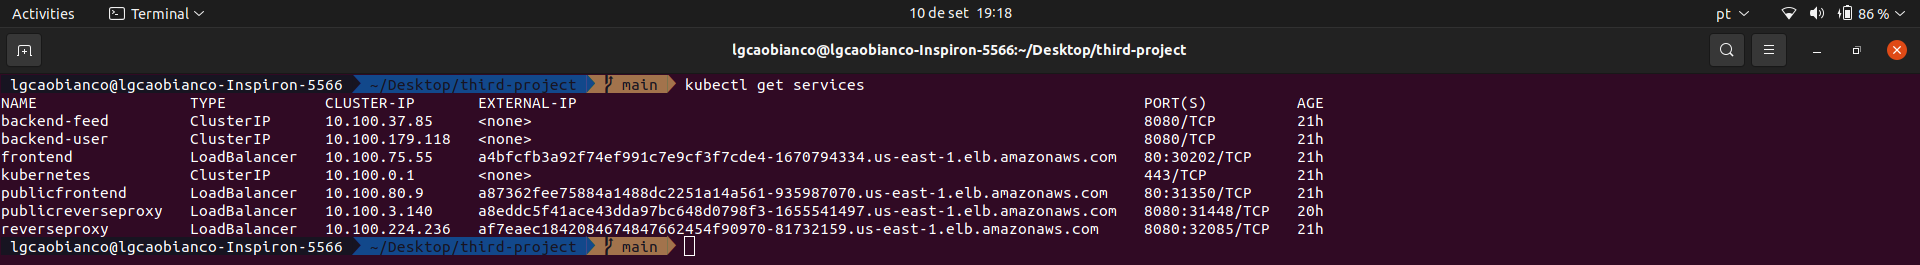 Activities Terminal 10 de set 19:18 pt 86 %
lgcaobianco@lgcaobianco-Inspiron-5566:~/Desktop/third-project
lgcaobianco@lgcaobianco-Inspiron-5566 ~/Desktop/third-project main kubectl get services
NAME TYPE CLUSTER-IP EXTERNAL-IP PORT(S) AGE
backend-feed ClusterIP 10.100.37.85 <none> 8080/TCP 21h
backend-user ClusterIP 10.100.179.118 <none> 8080/TCP 21h
frontend LoadBalancer 10.100.75.55 a4bfcfb3a92f74ef991c7e9cf3f7cde4-1670794334.us-east-1.elb.amazonaws.com 80:30202/TCP 21h
kubernetes ClusterIP 10.100.0.1 <none> 443/TCP 21h
publicfrontend LoadBalancer 10.100.80.9 a87362fee75884a1488dc2251a14a561-935987070.us-east-1.elb.amazonaws.com 80:31350/TCP 21h
publicreverseproxy LoadBalancer 10.100.3.140 a8eddc5f41ace43dda97bc648d0798f3-1655541497.us-east-1.elb.amazonaws.com 8080:31448/TCP 20h
reverseproxy LoadBalancer 10.100.224.236 af7eaec1842084674847662454f90970-81732159.us-east-1.elb.amazonaws.com 8080:32085/TCP 21h
lgcaobianco@lgcaobianco-Inspiron-5566 ~/Desktop/third-project main